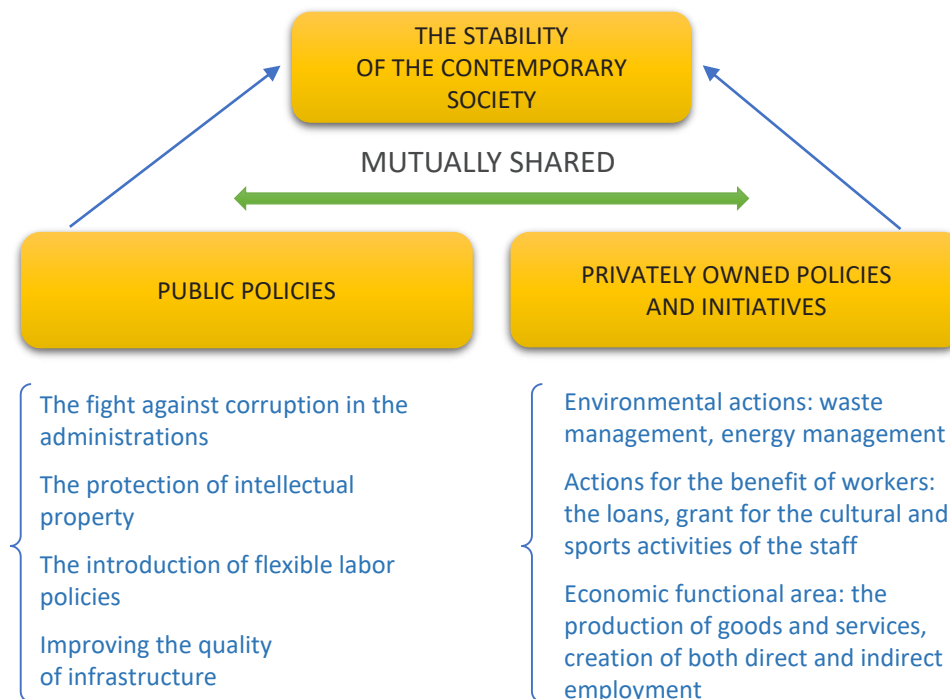 THE STABILITY
OF THE CONTEMPORARY
SOCIETY
MUTUALLY SHARED
PUBLIC POLICIES
PRIVATELY OWNED POLICIES
AND INITIATIVES
The fight against corruption in the
administrations
The protection of intellectual
property
The introduction of flexible labor
policies
Improving the quality
of infrastructure
Environmental actions: waste
management, energy management
Actions for the benefit of workers:
the loans, grant for the cultural and
sports activities of the staff
Economic functional area: the
production of goods and services,
creation of both direct and indirect
employment